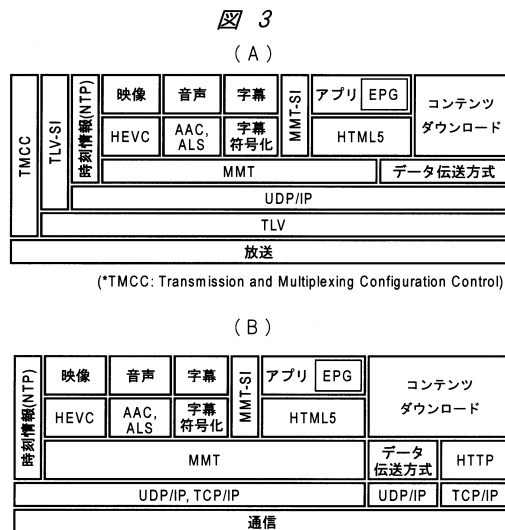 図 3
(A)
TMCC
TLV-SI
時刻情報(NTP)
映像
音声
字幕
MMT-SI
アプリ
EPG
コンテンツ
ダウンロード
HEVC
AAC,
ALS
字幕
符号化
HTML5
MMT
データ伝送方式
UDP/IP
TLV
放送
(*TMCC: Transmission and Multiplexing Configuration Control)
(B)
時刻情報(NTP)
映像
音声
字幕
MMT-SI
アプリ
EPG
コンテンツ
ダウンロード
HEVC
AAC,
ALS
字幕
符号化
HTML5
MMT
データ
伝送方式
HTTP
UDP/IP, TCP/IP
UDP/IP
TCP/IP
通信